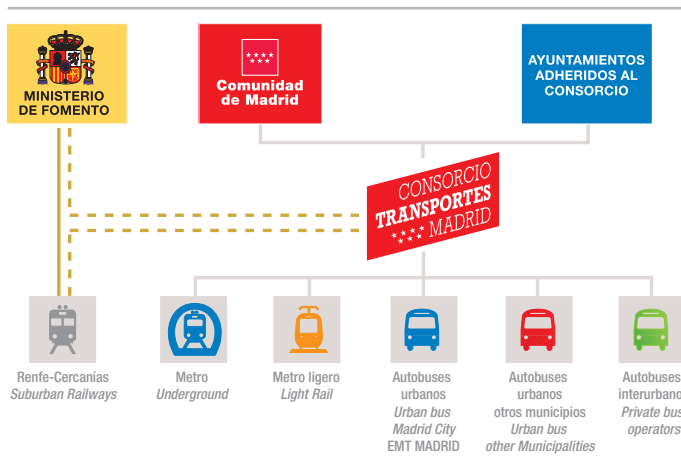 MINISTERIO
DE FOMENTO
Comunidad
de Madrid
AYUNTAMIENTOS
ADHERIDOS AL
CONSORCIO
CONSORCIO
TRANSPORTES
MADRID
Renfe-Cercanías
Suburban Railways
Metro
Underground
Metro ligero
Light Rail
Autobuses
urbanos
Urban bus
Madrid City
EMT MADRID
Autobuses
urbanos
otros municipios
Urban bus
other Municipalities
Autobuses
interurbano
Private bus
operators